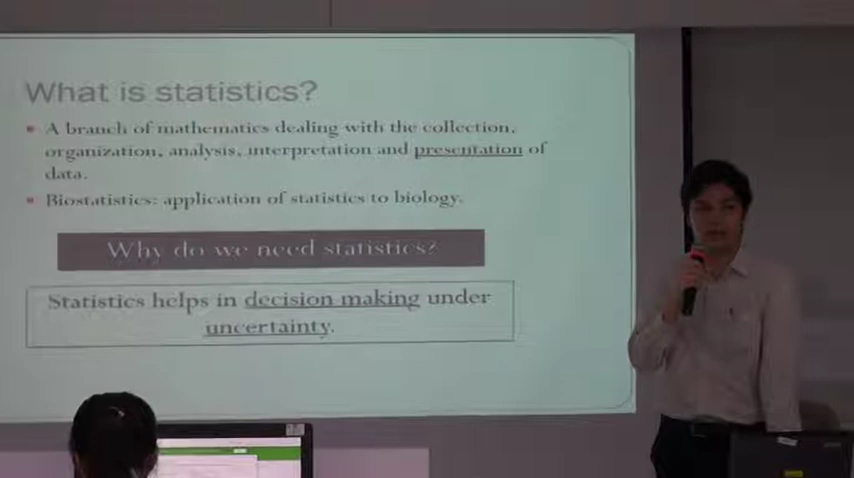 What is statistics?
A branch of mathematics dealing with the collection,
organization, analysis, interpretation and presentation of
data.
Biostatistics: application of statistics to biology.
Why do we need statistics?
Statistics helps in decision making under
uncertainty.